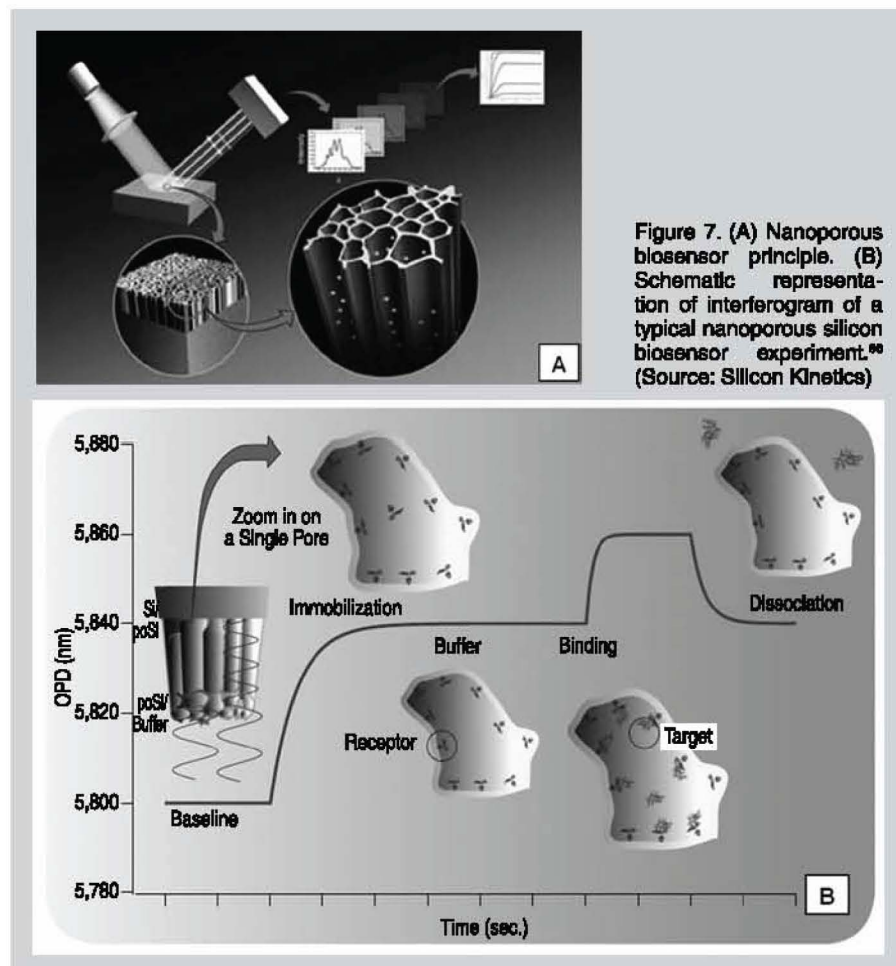 Intensity
A
Figure 7. (A) Nanoporous
biosensor principle. (B)
Schematic representa-
tion of interferogram of a
typical nanoporous silicon
biosensor experiment.
(Source: Silicon Kinetics)
5,880
5,860
5,840
5,820
5,800
5,780
OPD (nm)
Zoom in on
a Single Pore
Si/
poSi
poSi/
Buffer
Immobilization
Buffer
Binding
Dissociation
Receptor
Target
Baseline
Time (sec.)
B